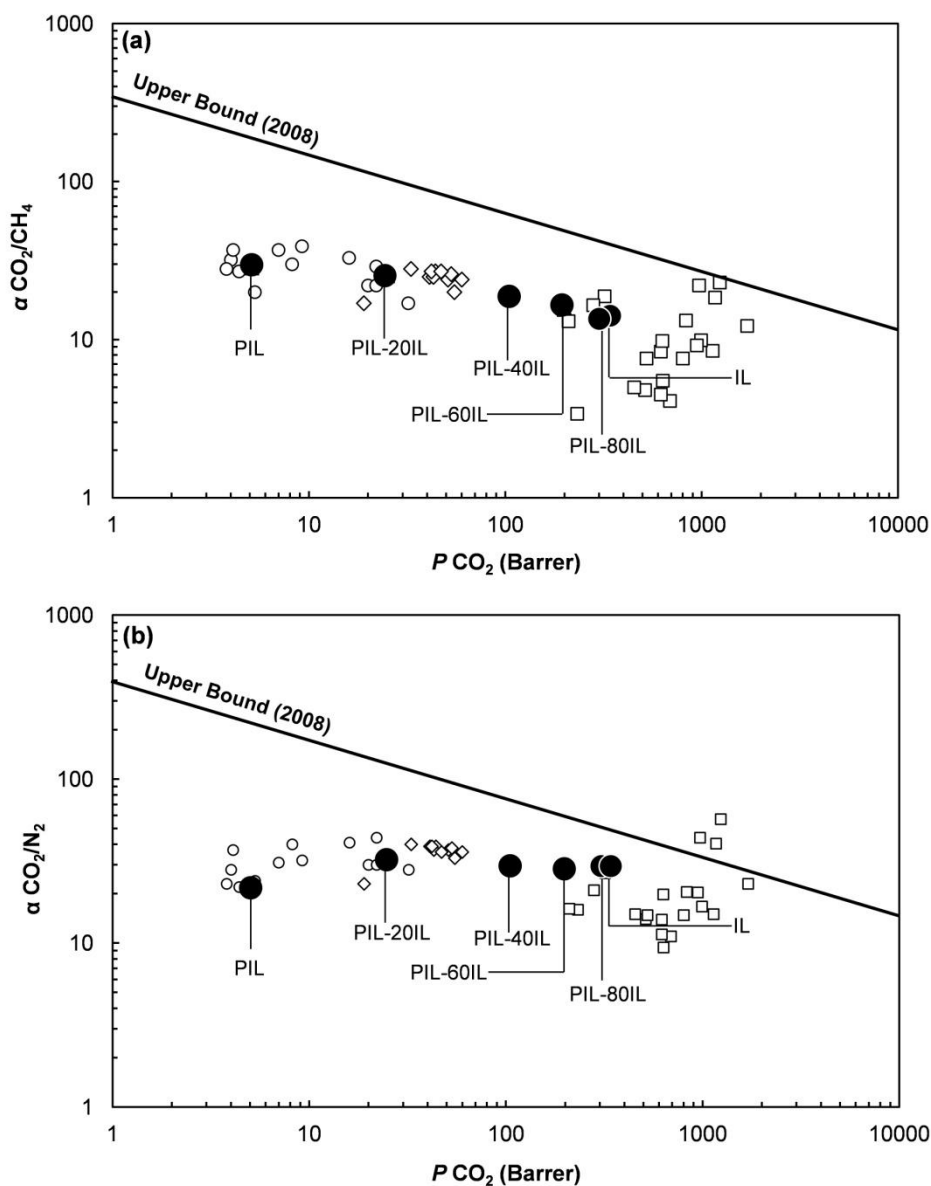 (a)
1000
100
10
1
α CO₂/CH₄
Upper Bound (2008)
PIL
PIL-20IL
PIL-40IL
PIL-60IL
PIL-80IL
IL
1 10 100 1000 10000
P CO₂ (Barrer)
(b)
1000
100
10
1
α CO₂/N₂
Upper Bound (2008)
PIL
PIL-20IL
PIL-40IL
PIL-60IL
PIL-80IL
IL
1 10 100 1000 10000
P CO₂ (Barrer)